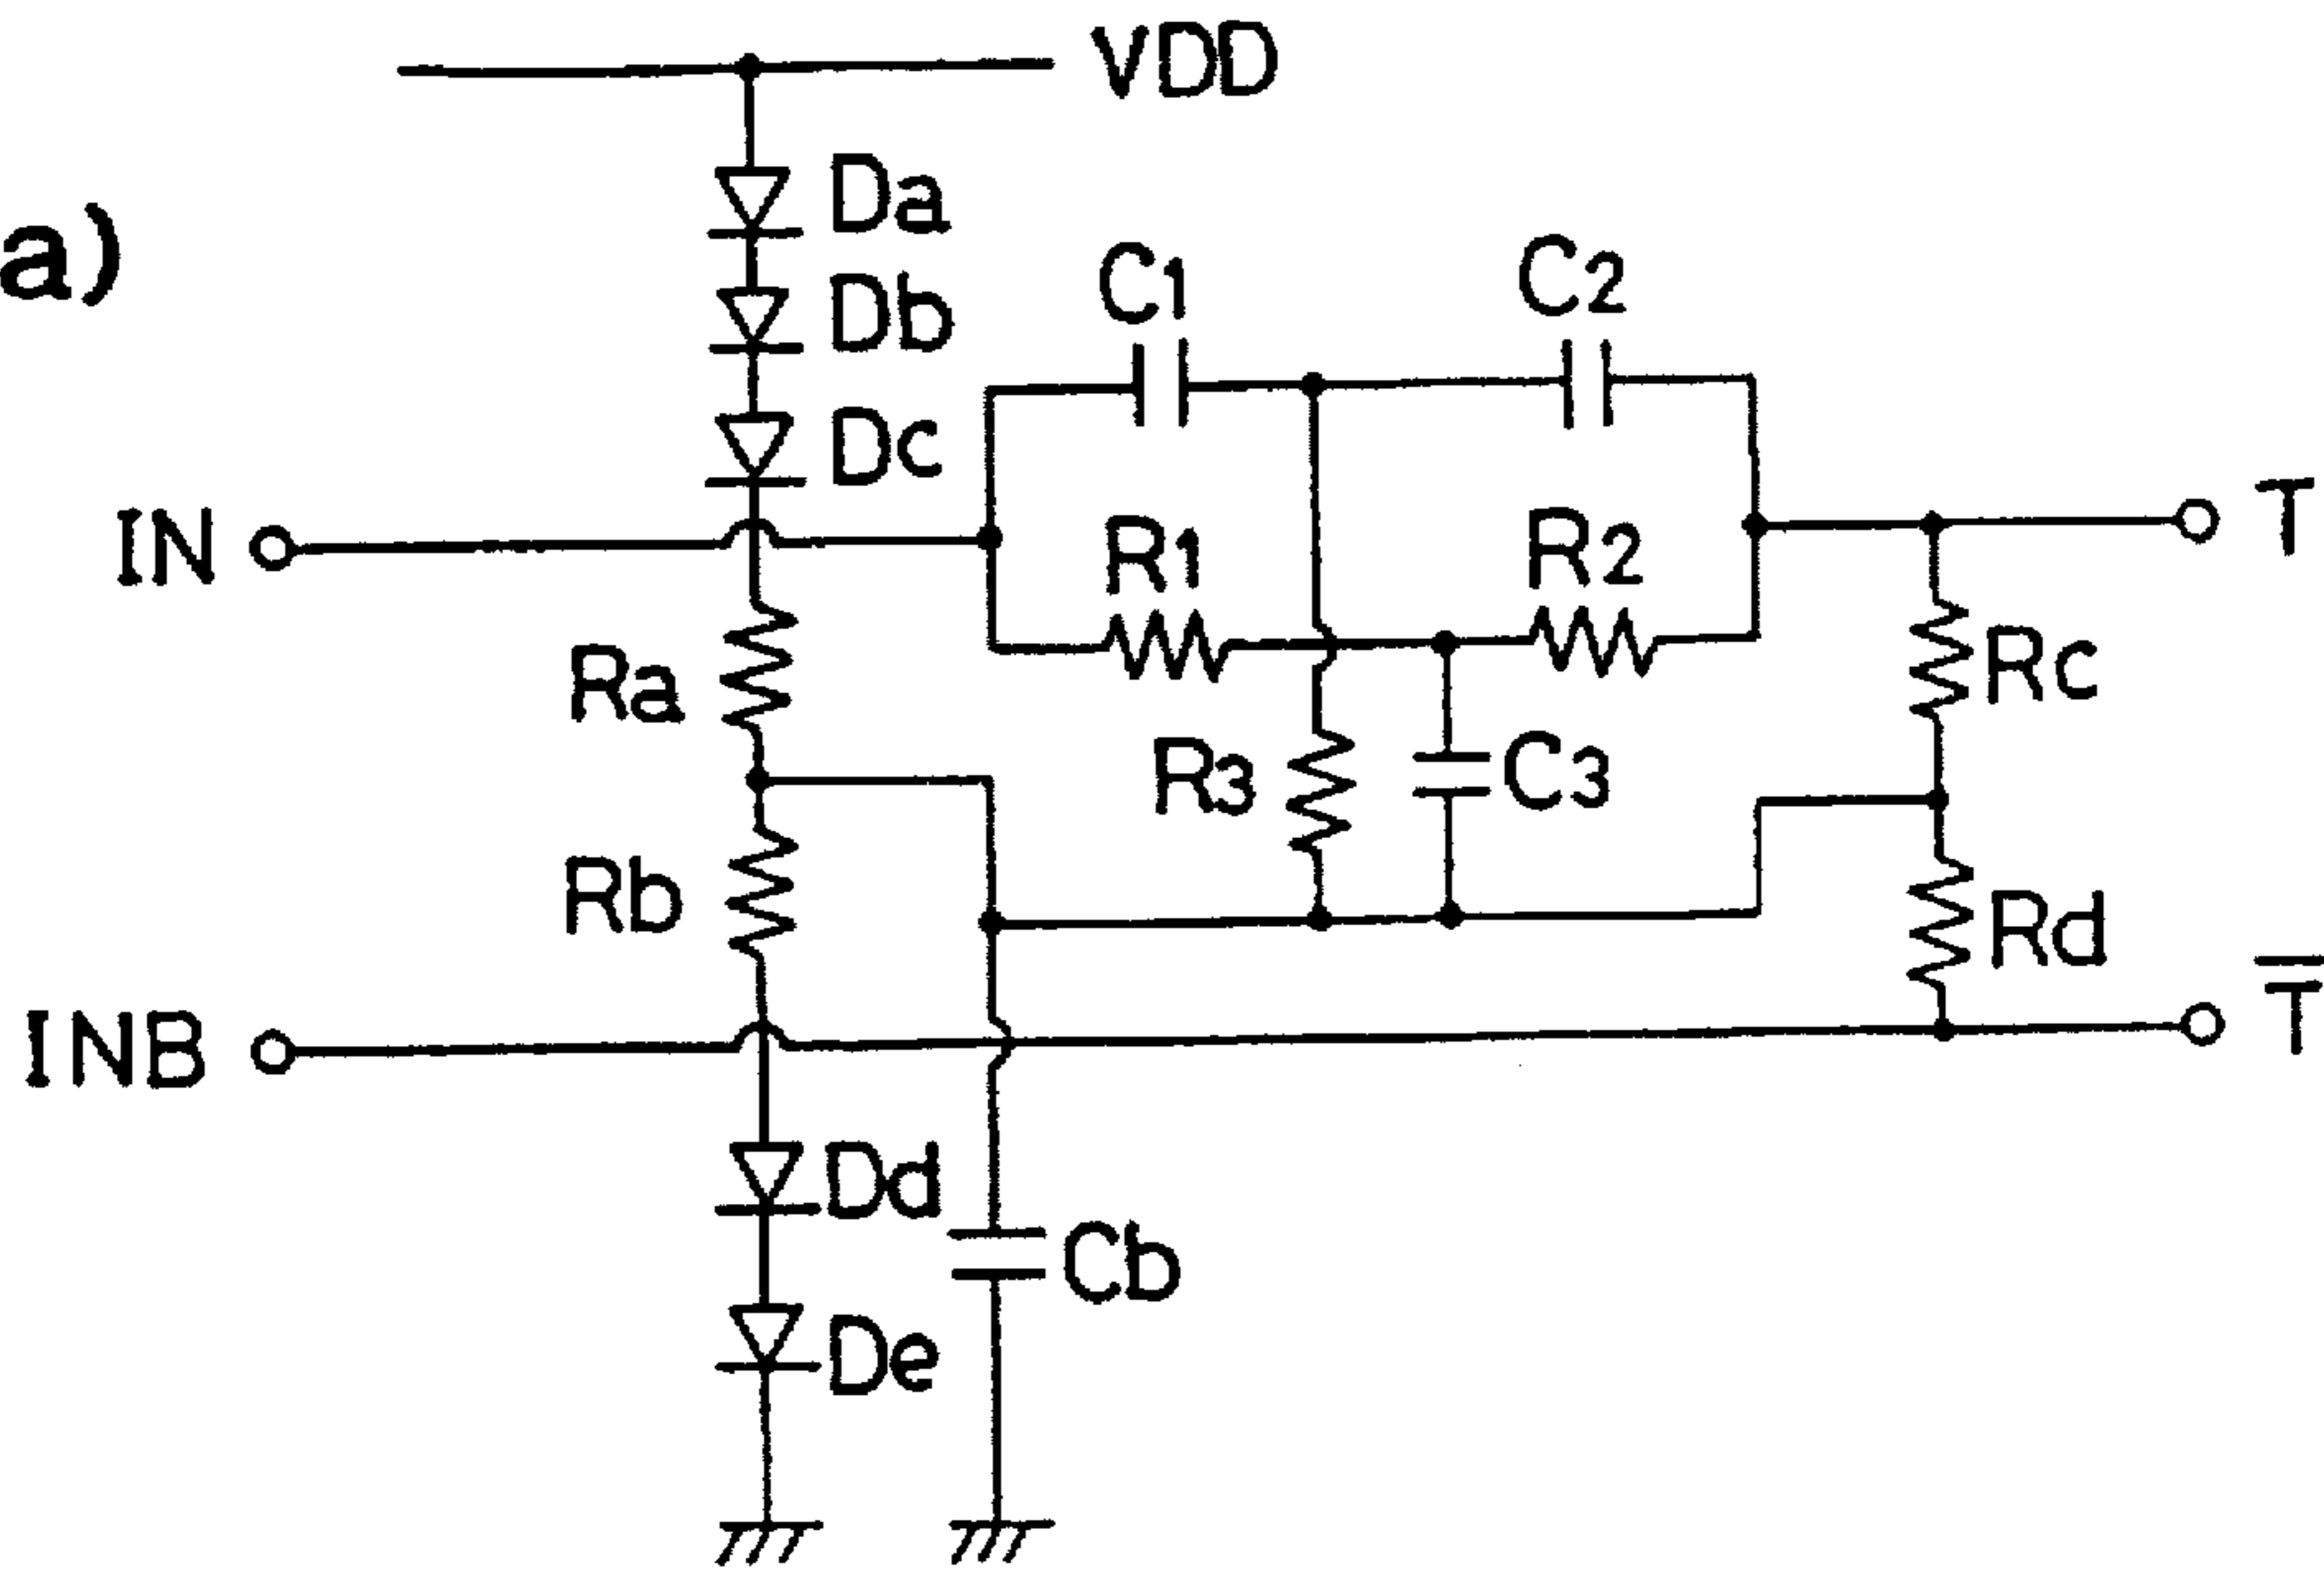 VDD
a)
Da
Db
Dc
C1
C2
IN
R1
R2
T
Ra
Rc
R3
C3
Rb
Rd
INB
T̅
Dd
Cb
De